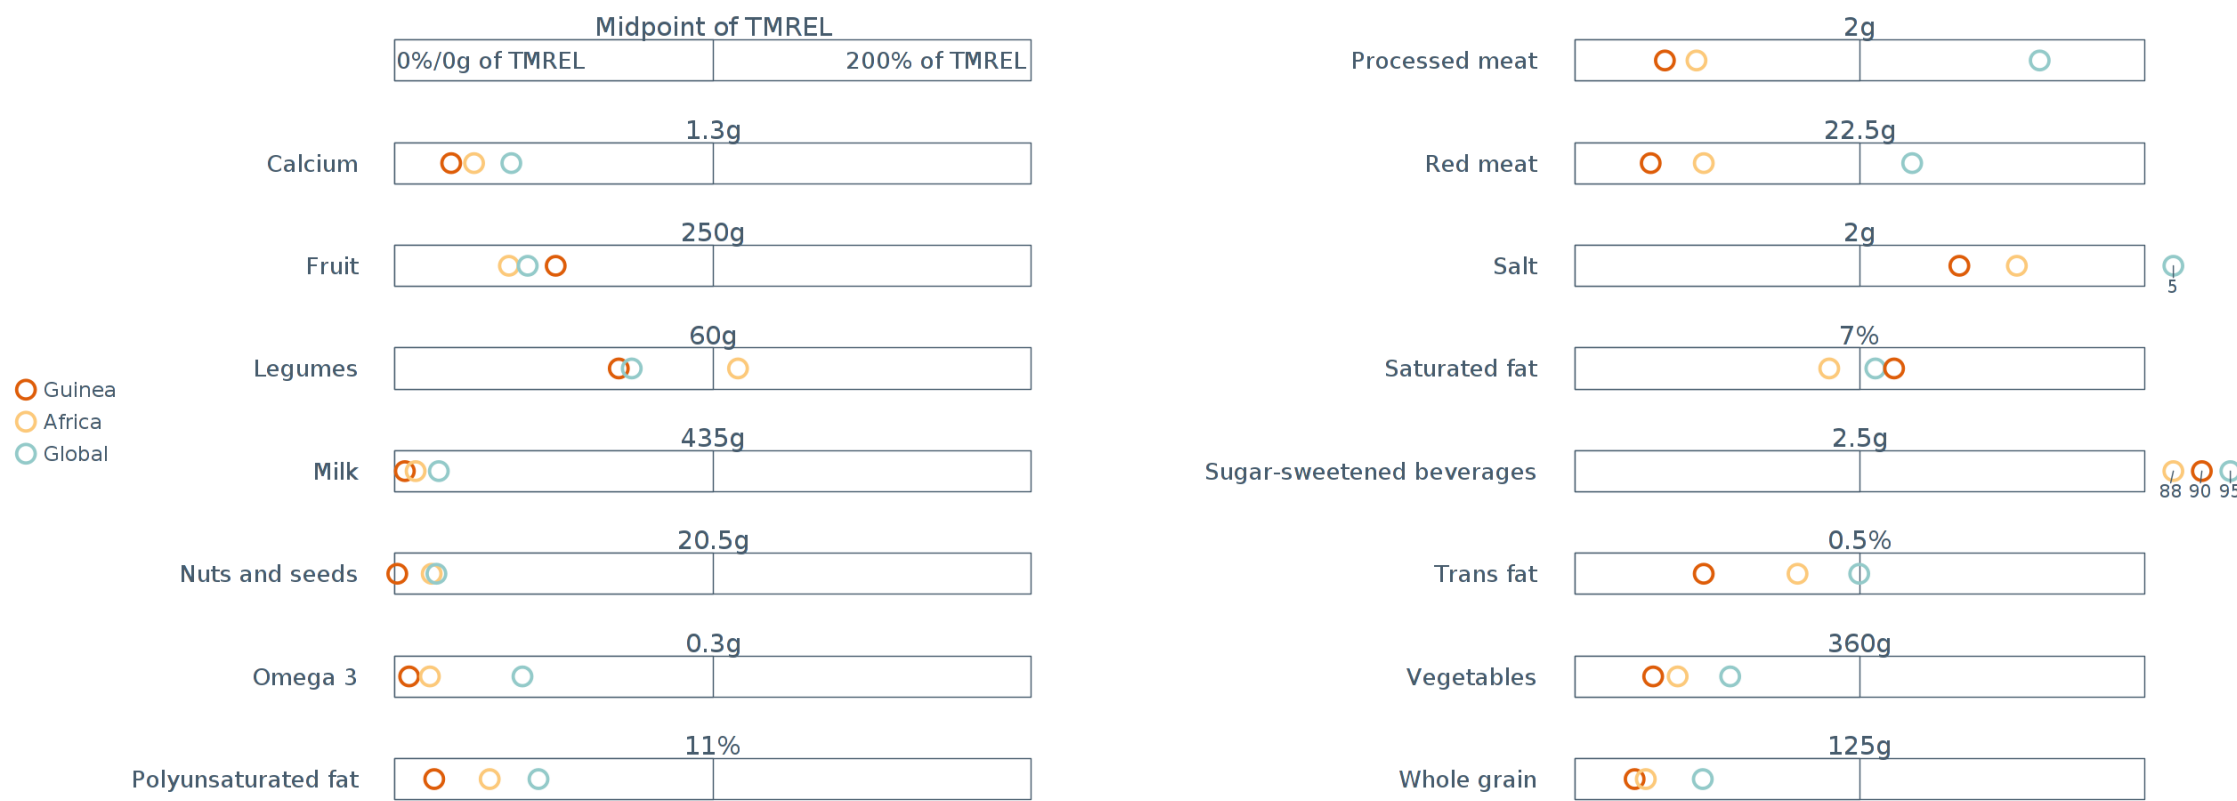 Midpoint of TMREL
0%/0g of TMREL 200% of TMREL
1.3g
Calcium
250g
Fruit
60g
Legumes
435g
Milk
20.5g
Nuts and seeds
0.3g
Omega 3
11%
Polyunsaturated fat
Guinea
Africa
Global
2g
Processed meat
22.5g
Red meat
2g
Salt
5
7%
Saturated fat
2.5g
Sugar-sweetened beverages
88 90 95
0.5%
Trans fat
360g
Vegetables
125g
Whole grain